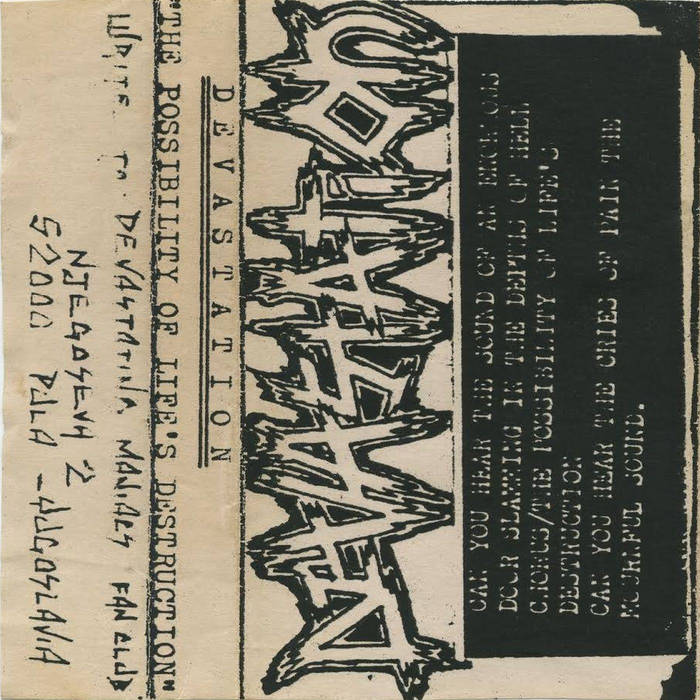 CAN YOU HEAR THE SOUND OF AN ENORMOUS
DOOR SLAMMING IN THE DEPTHS OF HELL
CHORUS/THE POSSIBILITY OF LIFE'S
DESTRUCTION
CAN YOU HEAR THE CRIES OF PAIN THE
MOURNFUL SOUND.
DEVASTATION
DEVASTATION
"THE POSSIBILITY OF LIFE'S DESTRUCTION"
WRITE TO DEVASTATING MANIACS FAN CLUB
NJEGOSEVA 2
52000 PULA - JUGOSLAVIA